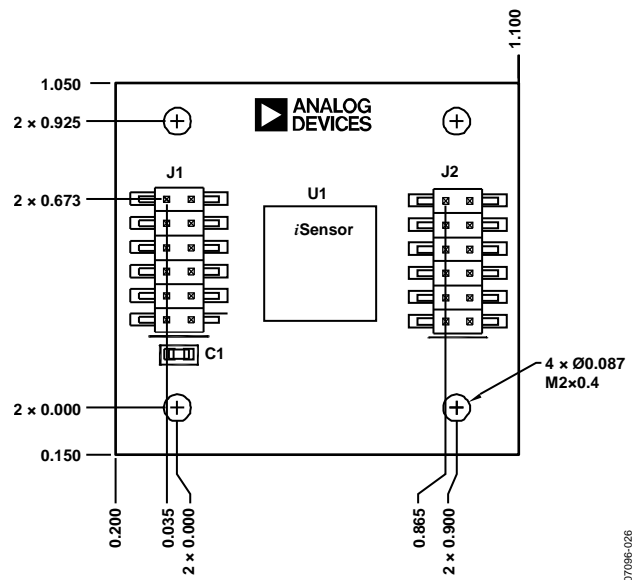 1.100
1.050
2 × 0.925
ANALOG
DEVICES
J1
J2
2 × 0.673
U1
iSensor
C1
4 × Ø0.087
M2×0.4
2 × 0.000
0.150
0.200
0.035
2 × 0.000
0.865
2 × 0.900
07096-026